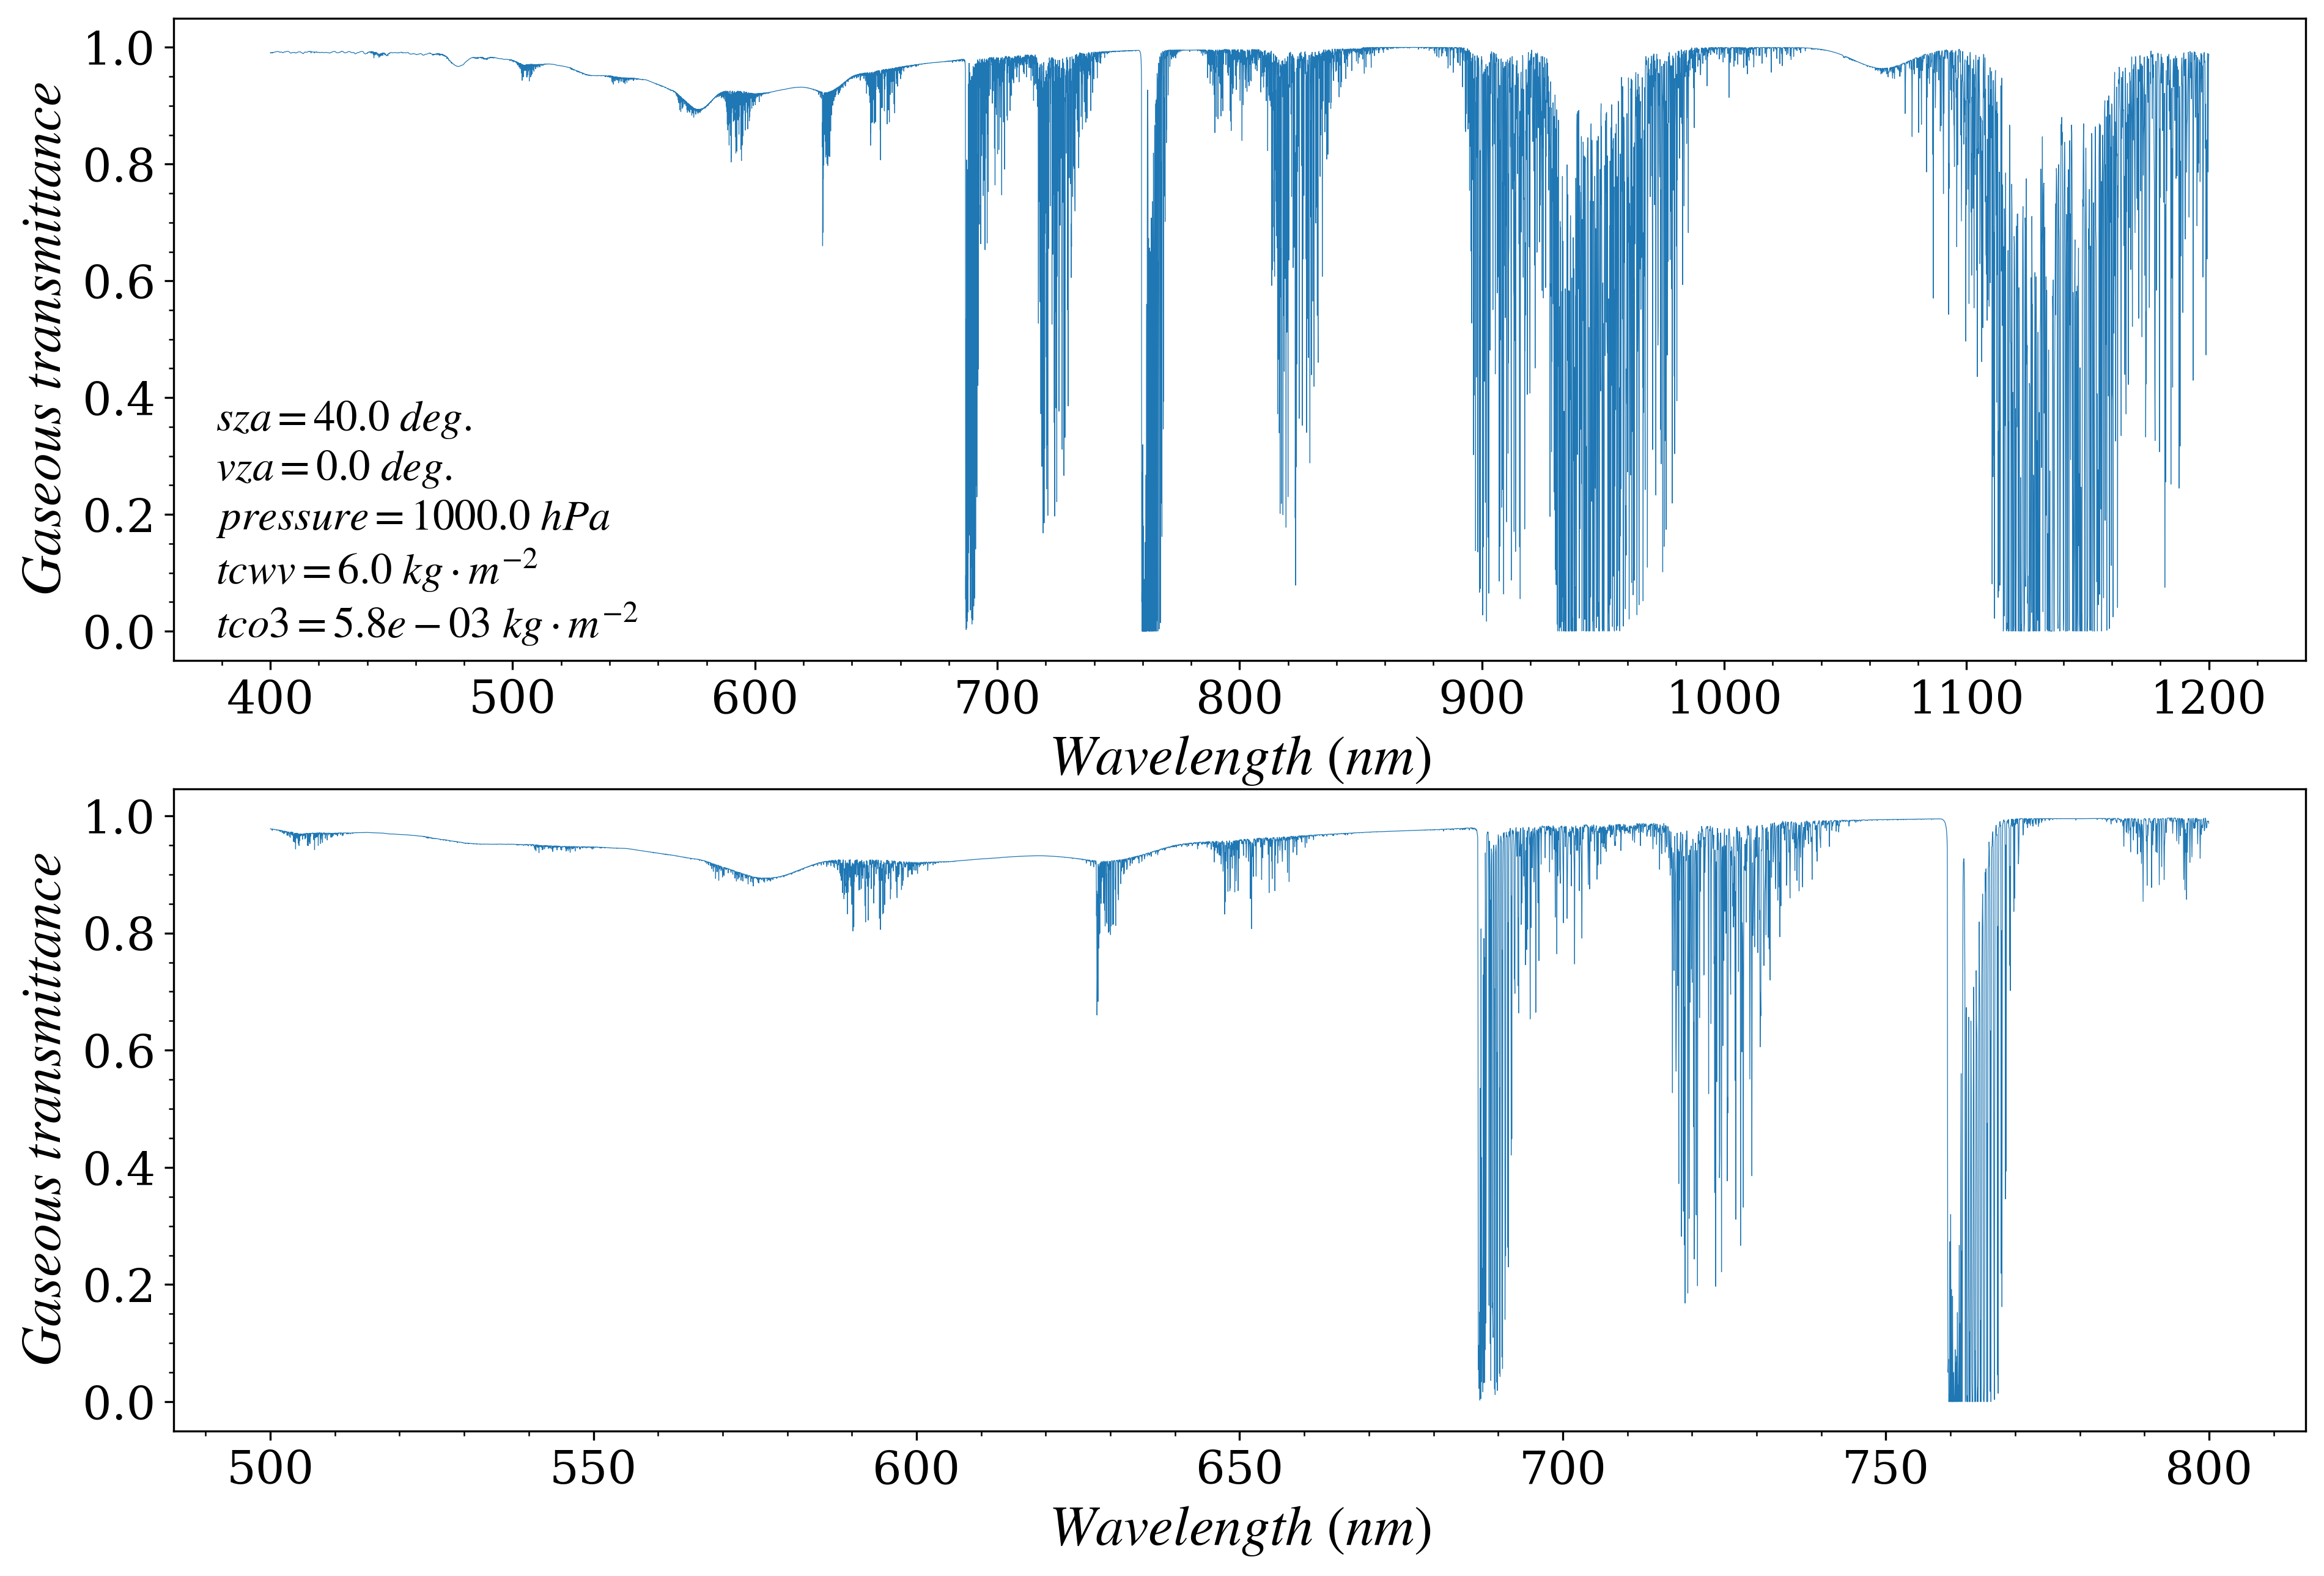 Gaseous transmittance
1.0
0.8
0.6
0.4
0.2
0.0
sza = 40.0 deg.
vza = 0.0 deg.
pressure = 1000.0 hPa
tcwv = 6.0 kg · m⁻²
tco3 = 5.8e − 03 kg · m⁻²
400 500 600 700 800 900 1000 1100 1200
Wavelength (nm)
Gaseous transmittance
1.0
0.8
0.6
0.4
0.2
0.0
500 550 600 650 700 750 800
Wavelength (nm)